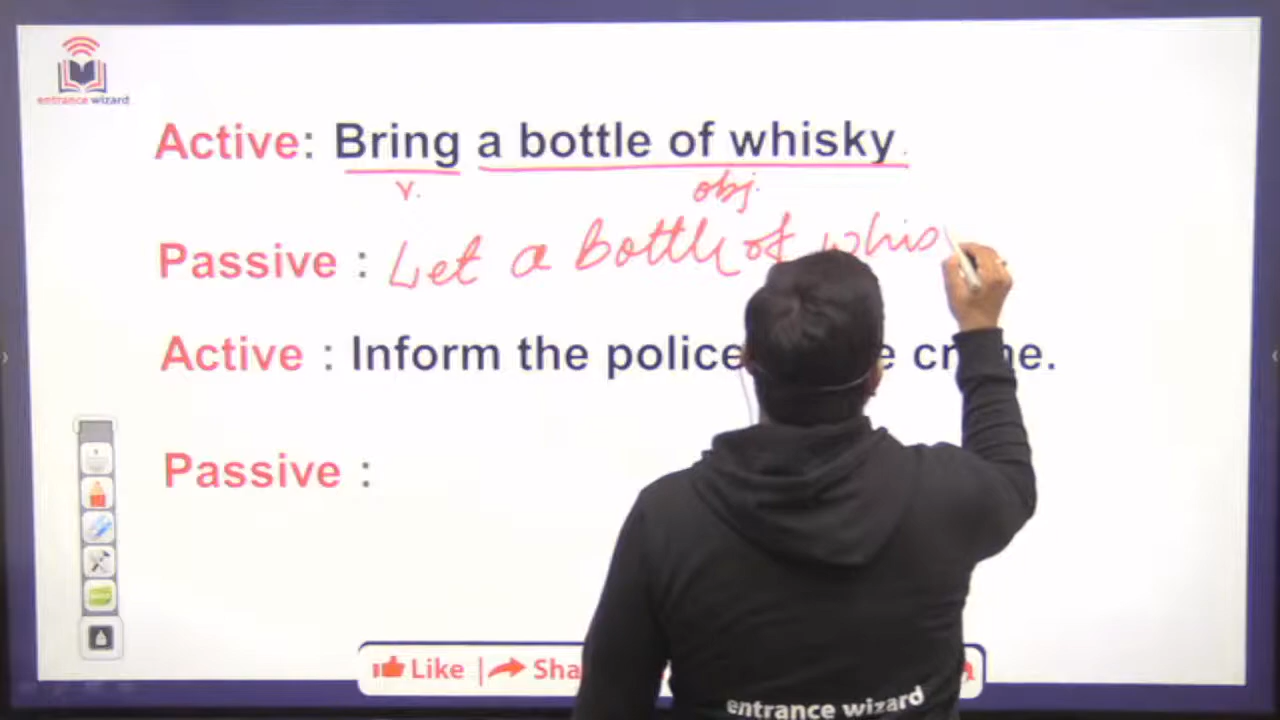 entrance wizard
Active: Bring a bottle of whisky.
v. obj.
Passive : Let a bottle of whis
Active : Inform the police crime.
Passive :
Like | Sha
entrance wizard